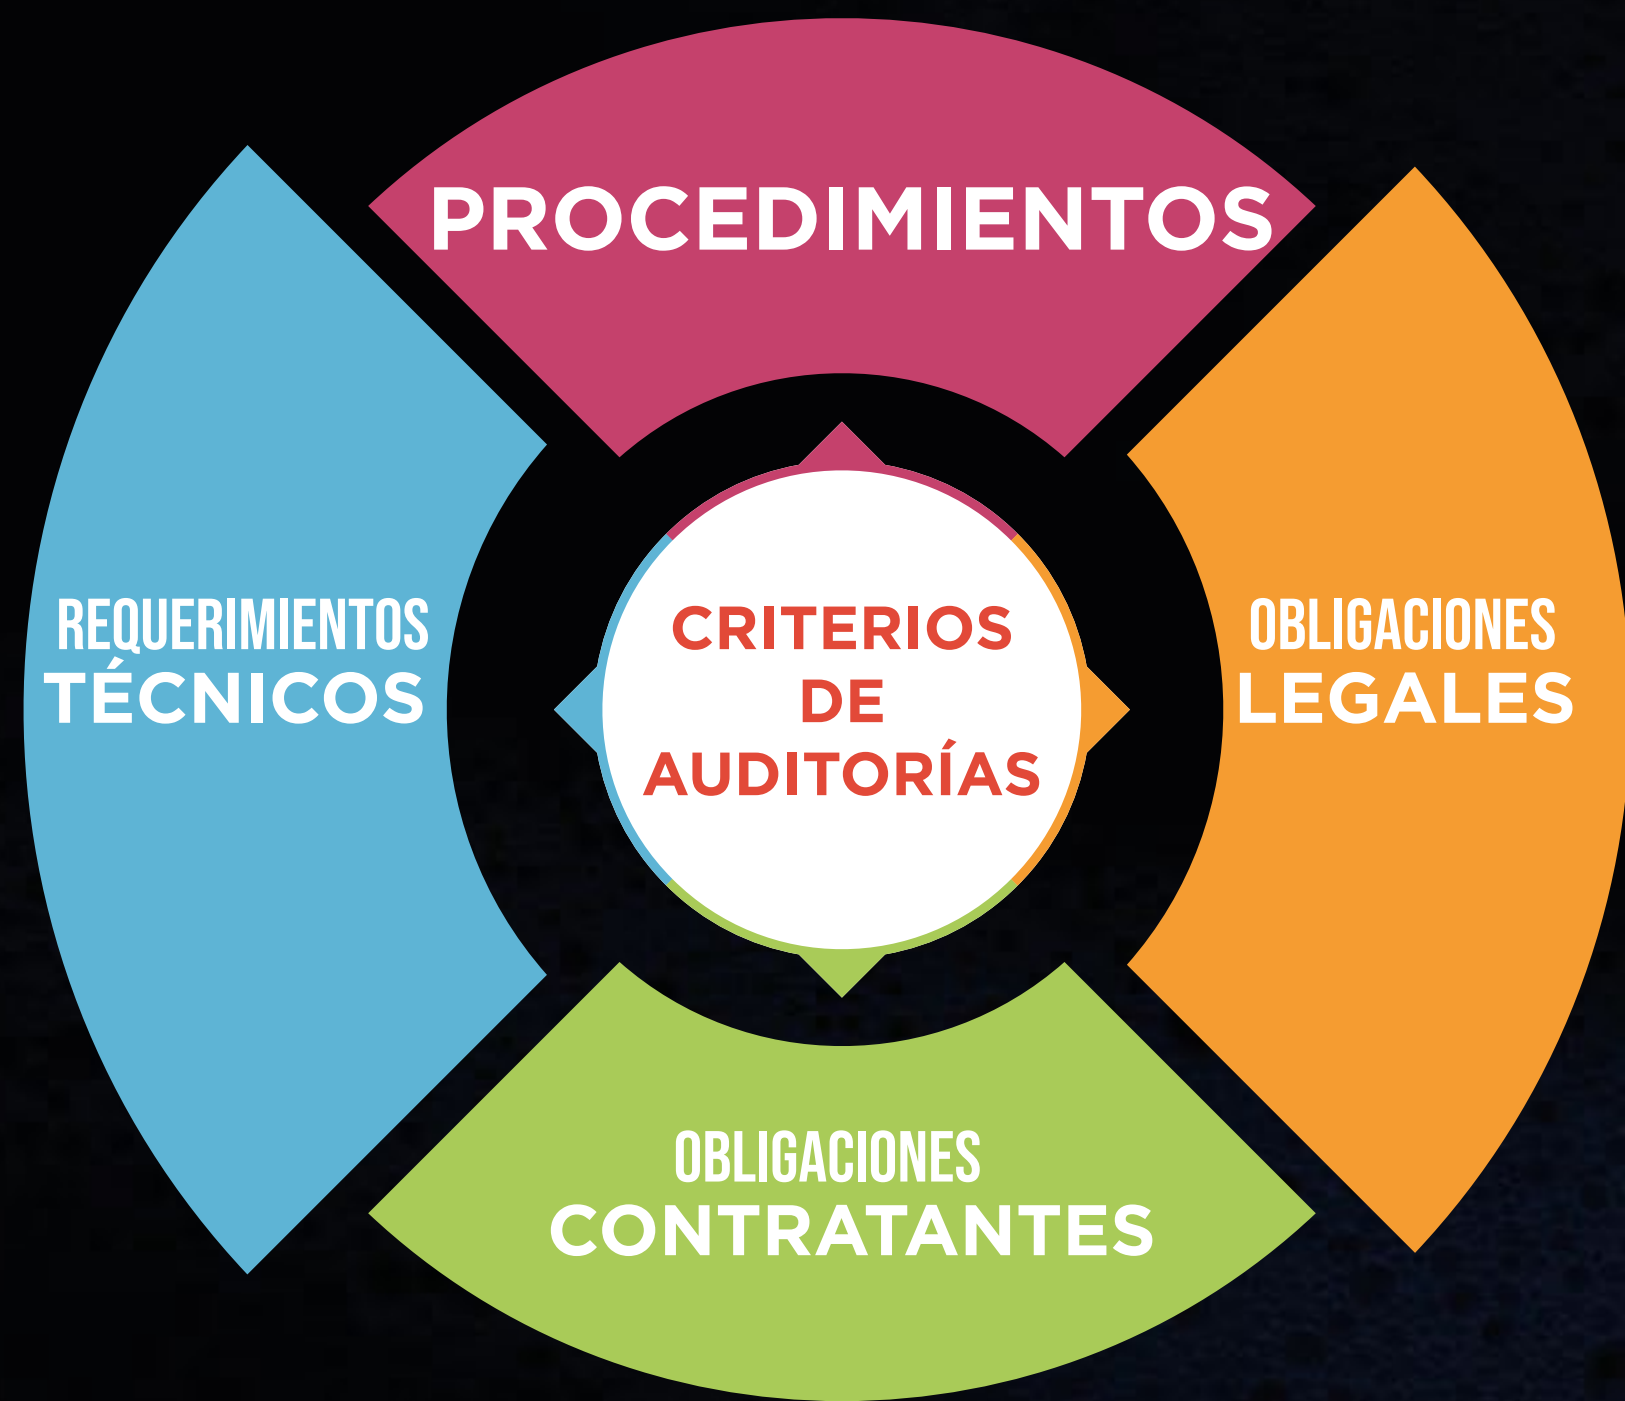 PROCEDIMIENTOS
REQUERIMIENTOS
TÉCNICOS
CRITERIOS
DE
AUDITORÍAS
OBLIGACIONES
LEGALES
OBLIGACIONES
CONTRATANTES